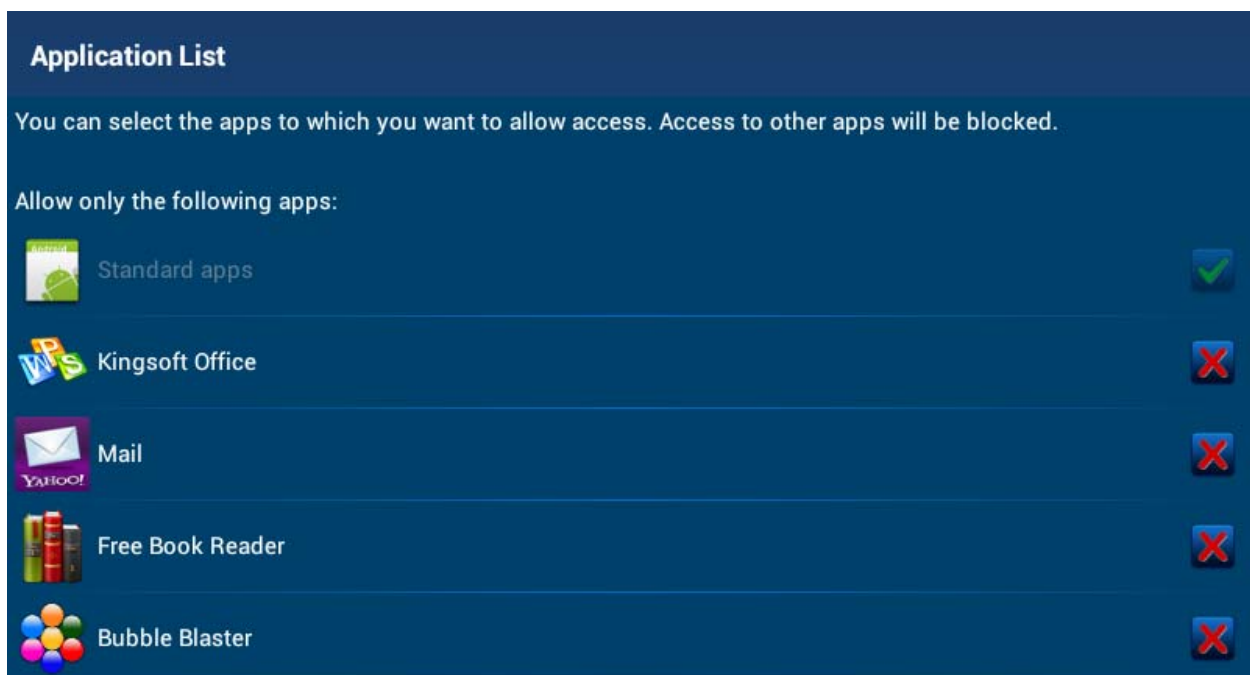 Application List
You can select the apps to which you want to allow access. Access to other apps will be blocked.
Allow only the following apps:
Android
Standard apps
WPS
Kingsoft Office
Mail
YAHOO!
Free Book Reader
Bubble Blaster